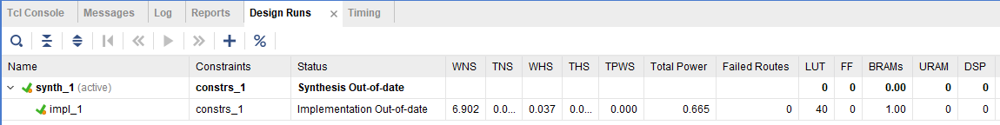 Tcl Console Messages Log Reports Design Runs × Timing
Name Constraints Status WNS TNS WHS THS TPWS Total Power Failed Routes LUT FF BRAMs URAM DSP
synth_1 (active) constrs_1 Synthesis Out-of-date 0 0 0.00 0 0
impl_1 constrs_1 Implementation Out-of-date 6.902 0.0... 0.037 0.0... 0.000 0.665 0 40 0 1.00 0 0